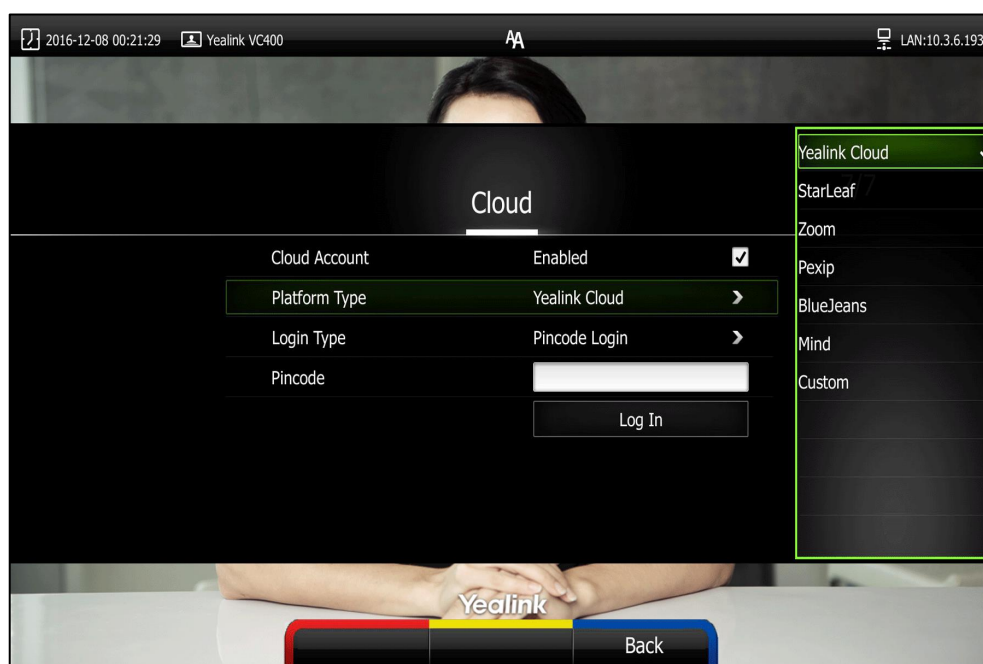 2016-12-08 00:21:29 Yealink VC400 AA LAN:10.3.6.193
Cloud
Cloud Account Enabled
Platform Type Yealink Cloud
Login Type Pincode Login
Pincode
Log In
Yealink Cloud
StarLeaf 7/7
Zoom
Pexip
BlueJeans
Mind
Custom
Yealink
Back